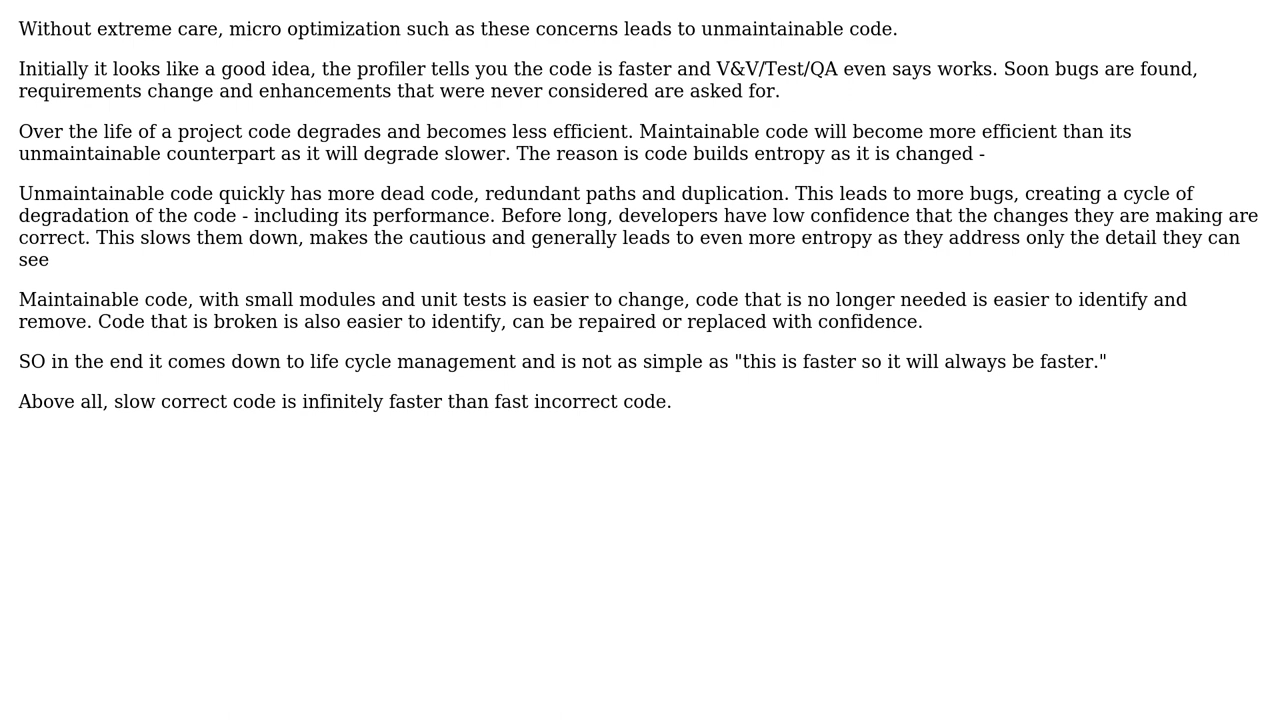 Without extreme care, micro optimization such as these concerns leads to unmaintainable code.
Initially it looks like a good idea, the profiler tells you the code is faster and V&V/Test/QA even says works. Soon bugs are found,
requirements change and enhancements that were never considered are asked for.
Over the life of a project code degrades and becomes less efficient. Maintainable code will become more efficient than its
unmaintainable counterpart as it will degrade slower. The reason is code builds entropy as it is changed -
Unmaintainable code quickly has more dead code, redundant paths and duplication. This leads to more bugs, creating a cycle of
degradation of the code - including its performance. Before long, developers have low confidence that the changes they are making are
correct. This slows them down, makes the cautious and generally leads to even more entropy as they address only the detail they can
see
Maintainable code, with small modules and unit tests is easier to change, code that is no longer needed is easier to identify and
remove. Code that is broken is also easier to identify, can be repaired or replaced with confidence.
SO in the end it comes down to life cycle management and is not as simple as "this is faster so it will always be faster."
Above all, slow correct code is infinitely faster than fast incorrect code.